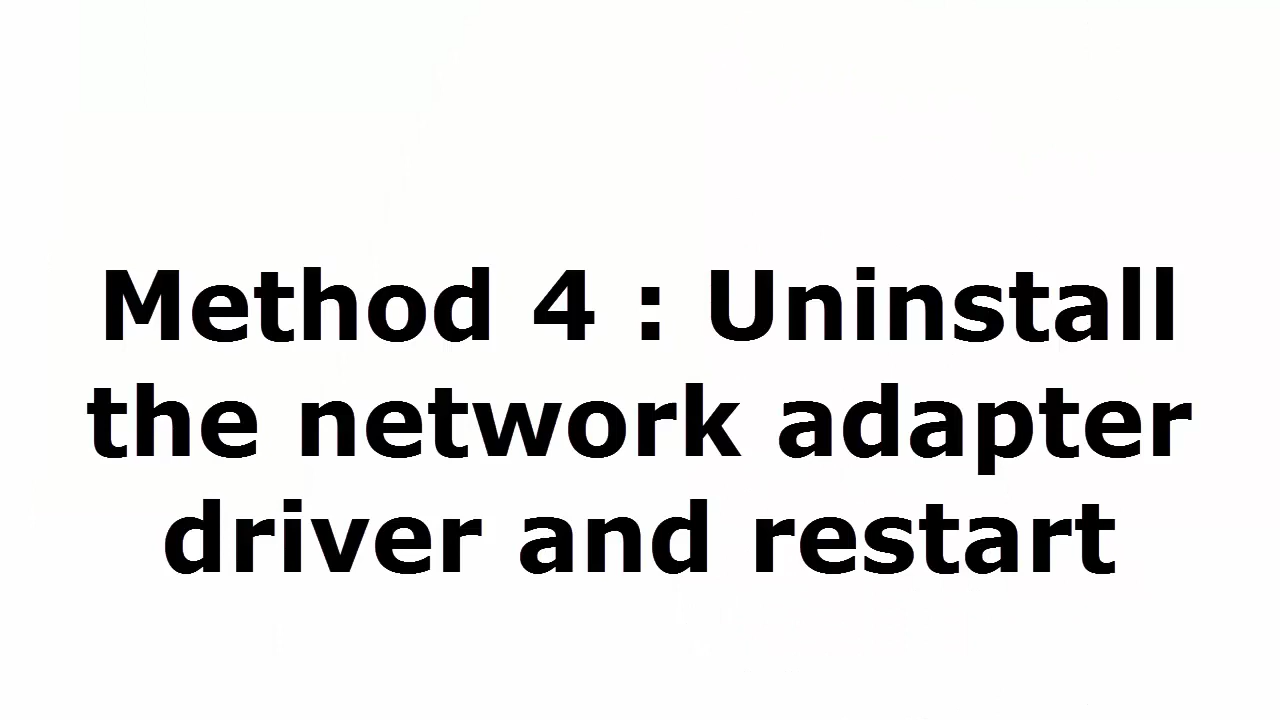 Method 4 : Uninstall
the network adapter
driver and restart